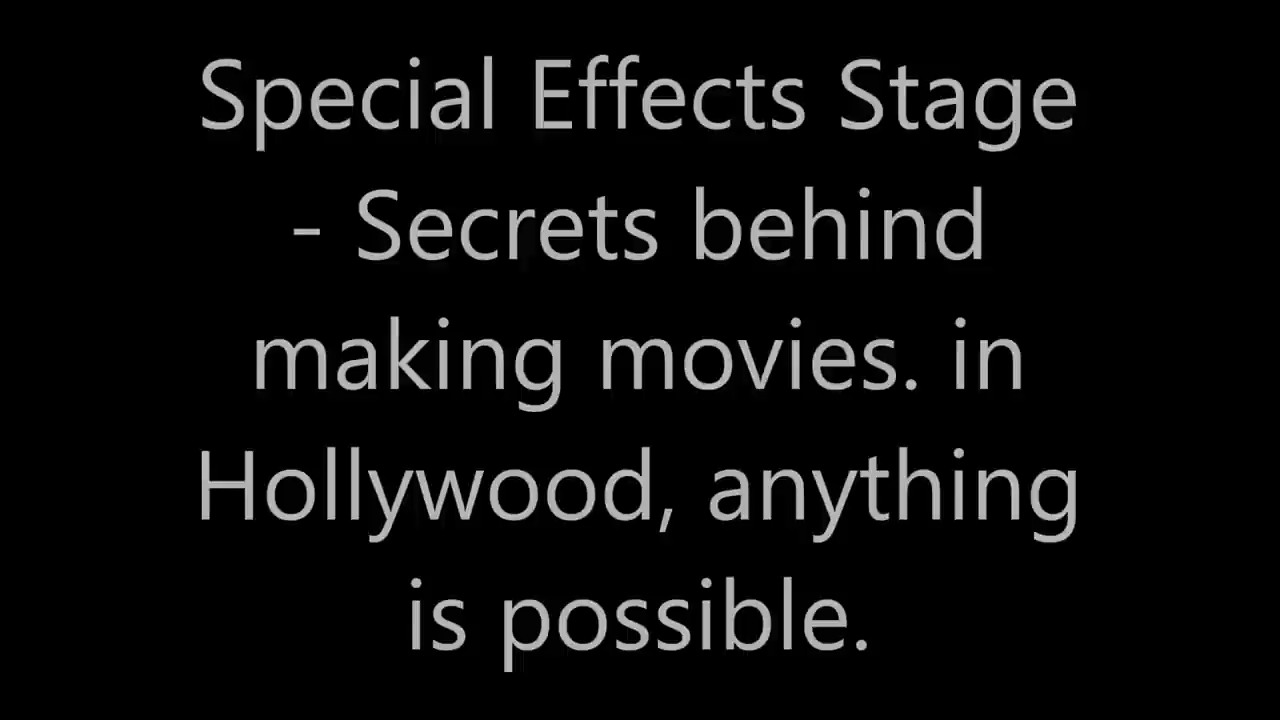 Special Effects Stage
- Secrets behind
making movies. in
Hollywood, anything
is possible.